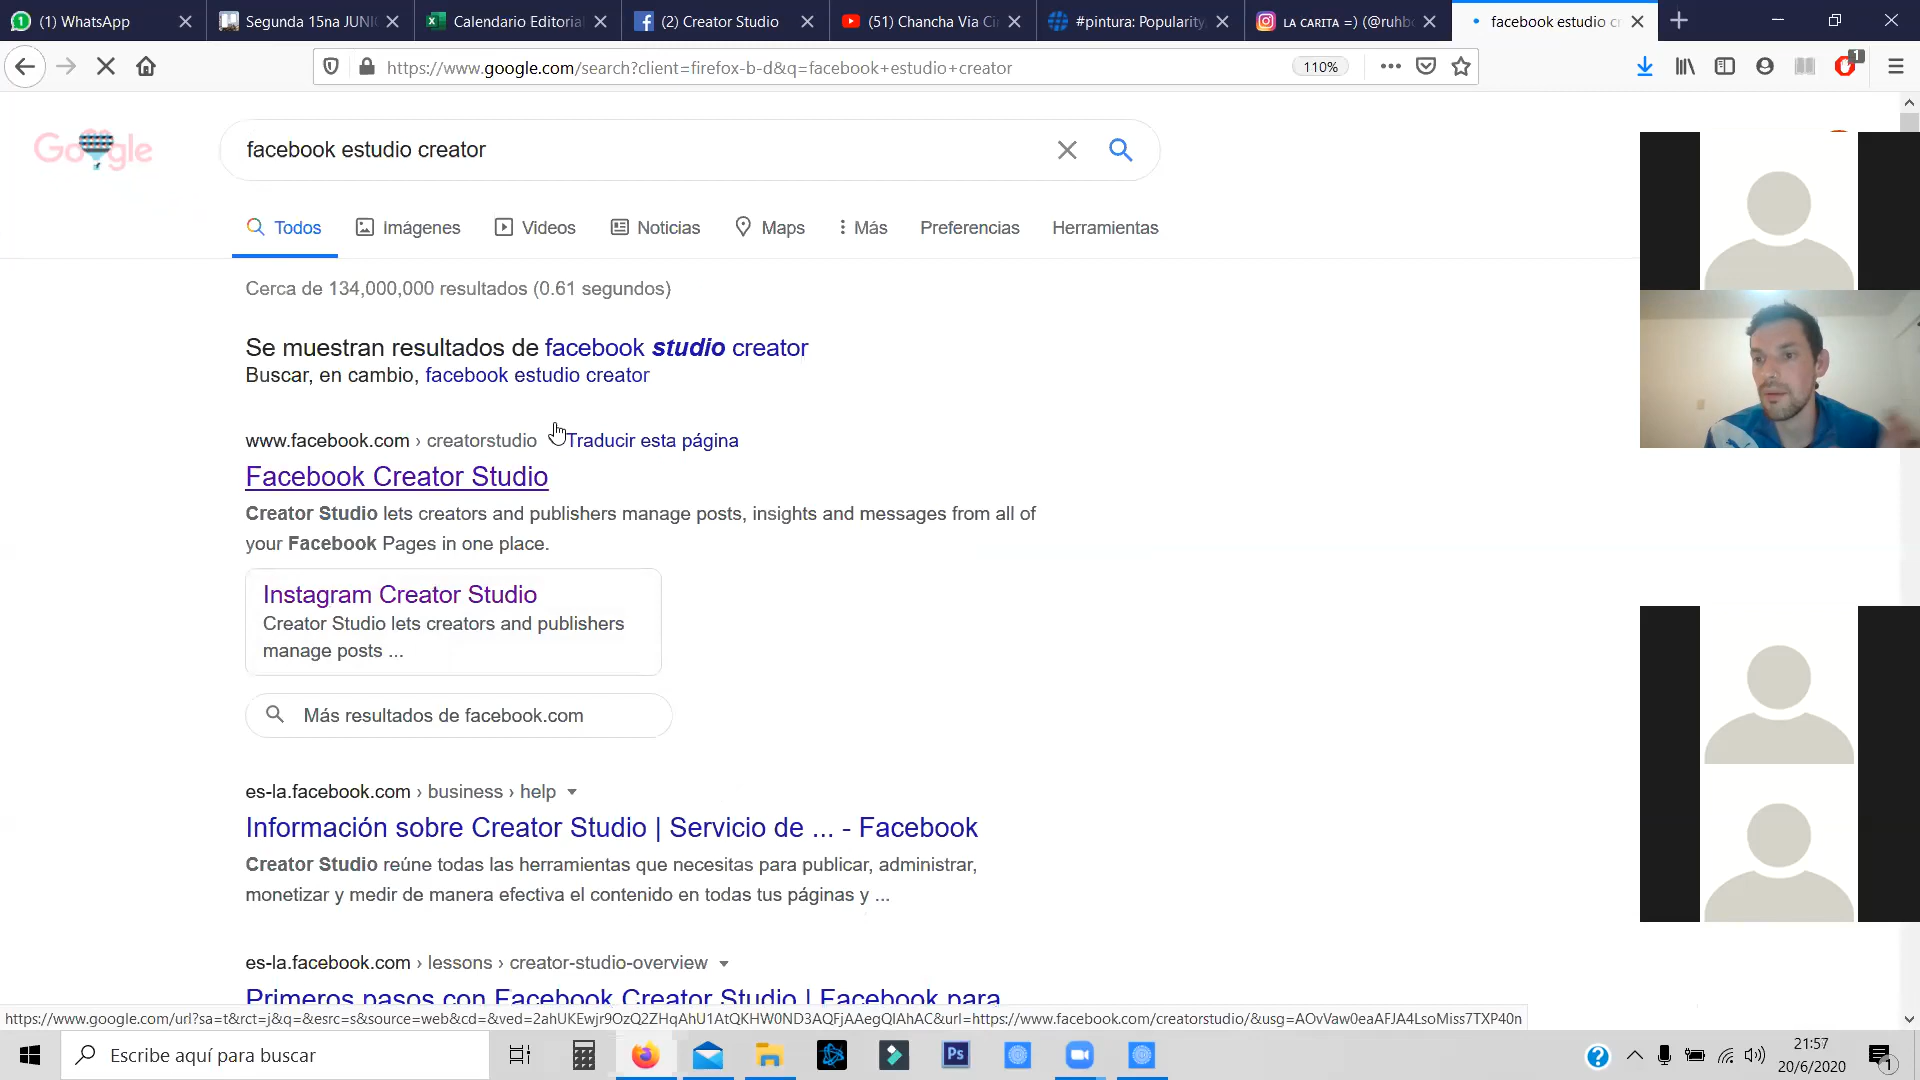 (1) WhatsApp
Segunda 15na JUNI
Calendario Editorial
(2) Creator Studio
(51) Chancha Via Cir
#pintura: Popularity,
LA CARITA =) (@ruhbo
facebook estudio cr
https://www.google.com/search?client=firefox-b-d&q=facebook+estudio+creator
110%
1
Google
facebook estudio creator
Todos
Imágenes
Videos
Noticias
Maps
Más
Preferencias
Herramientas
Cerca de 134,000,000 resultados (0.61 segundos)
Se muestran resultados de facebook studio creator
Buscar, en cambio, facebook estudio creator
www.facebook.com › creatorstudio Traducir esta página
Facebook Creator Studio
Creator Studio lets creators and publishers manage posts, insights and messages from all of
your Facebook Pages in one place.
Instagram Creator Studio
Creator Studio lets creators and publishers
manage posts ...
Más resultados de facebook.com
es-la.facebook.com › business › help
Información sobre Creator Studio | Servicio de ... - Facebook
Creator Studio reúne todas las herramientas que necesitas para publicar, administrar,
monetizar y medir de manera efectiva el contenido en todas tus páginas y ...
es-la.facebook.com › lessons › creator-studio-overview
Primeros pasos con Facebook Creator Studio | Facebook para
https://www.google.com/url?sa=t&rct=j&q=&esrc=s&source=web&cd=&ved=2ahUKEwjr9OzQ2ZHqAhU1AtQKHW0ND3AQFjAAegQIAhAC&url=https://www.facebook.com/creatorstudio/&usg=AOvVaw0eaAFJA4LsoMiss7TXP40n
Escribe aquí para buscar
Ps
21:57
20/6/2020
1